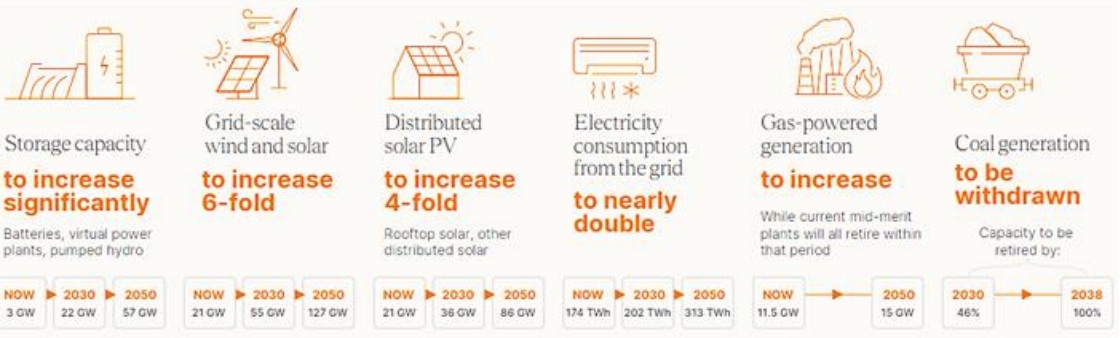 Storage capacity
to increase
significantly
Batteries, virtual power
plants, pumped hydro
NOW 2030 2050
3 GW 22 GW 57 GW
Grid-scale
wind and solar
to increase
6-fold
NOW 2030 2050
21 GW 55 GW 127 GW
Distributed
solar PV
to increase
4-fold
Rooftop solar, other
distributed solar
NOW 2030 2050
21 GW 36 GW 86 GW
Electricity
consumption
from the grid
to nearly
double
NOW 2030 2050
174 TWh 202 TWh 313 TWh
Gas-powered
generation
to increase
While current mid-merit
plants will all retire within
that period
NOW 2050
11.5 GW 15 GW
Coal generation
to be
withdrawn
Capacity to be
retired by:
2030 2038
46% 100%